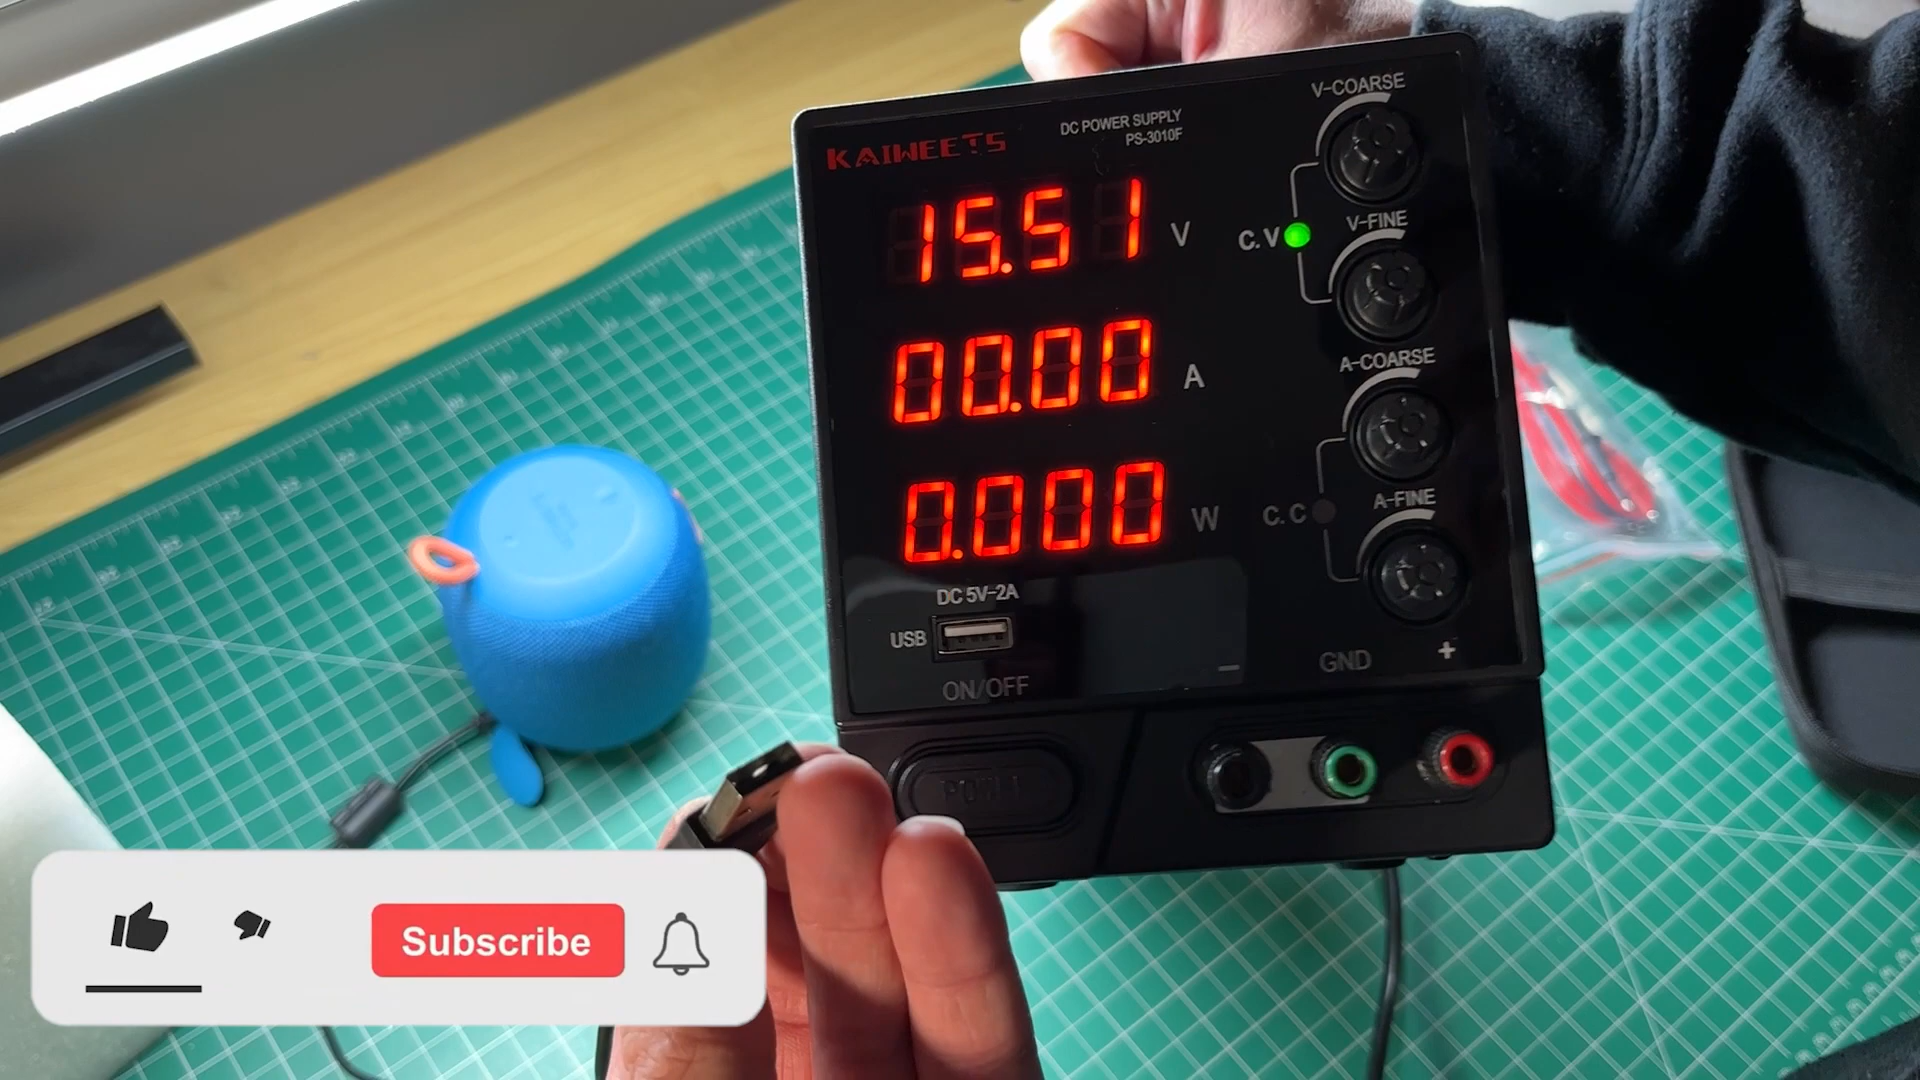 KAIWEETS
DC POWER SUPPLY
PS-3010F
V-COARSE
15.51 V
C.V
V-FINE
00.00 A
A-COARSE
0.000 W
C.C
A-FINE
DC 5V-2A
USB
ON/OFF
−
GND
+
POWER
Subscribe